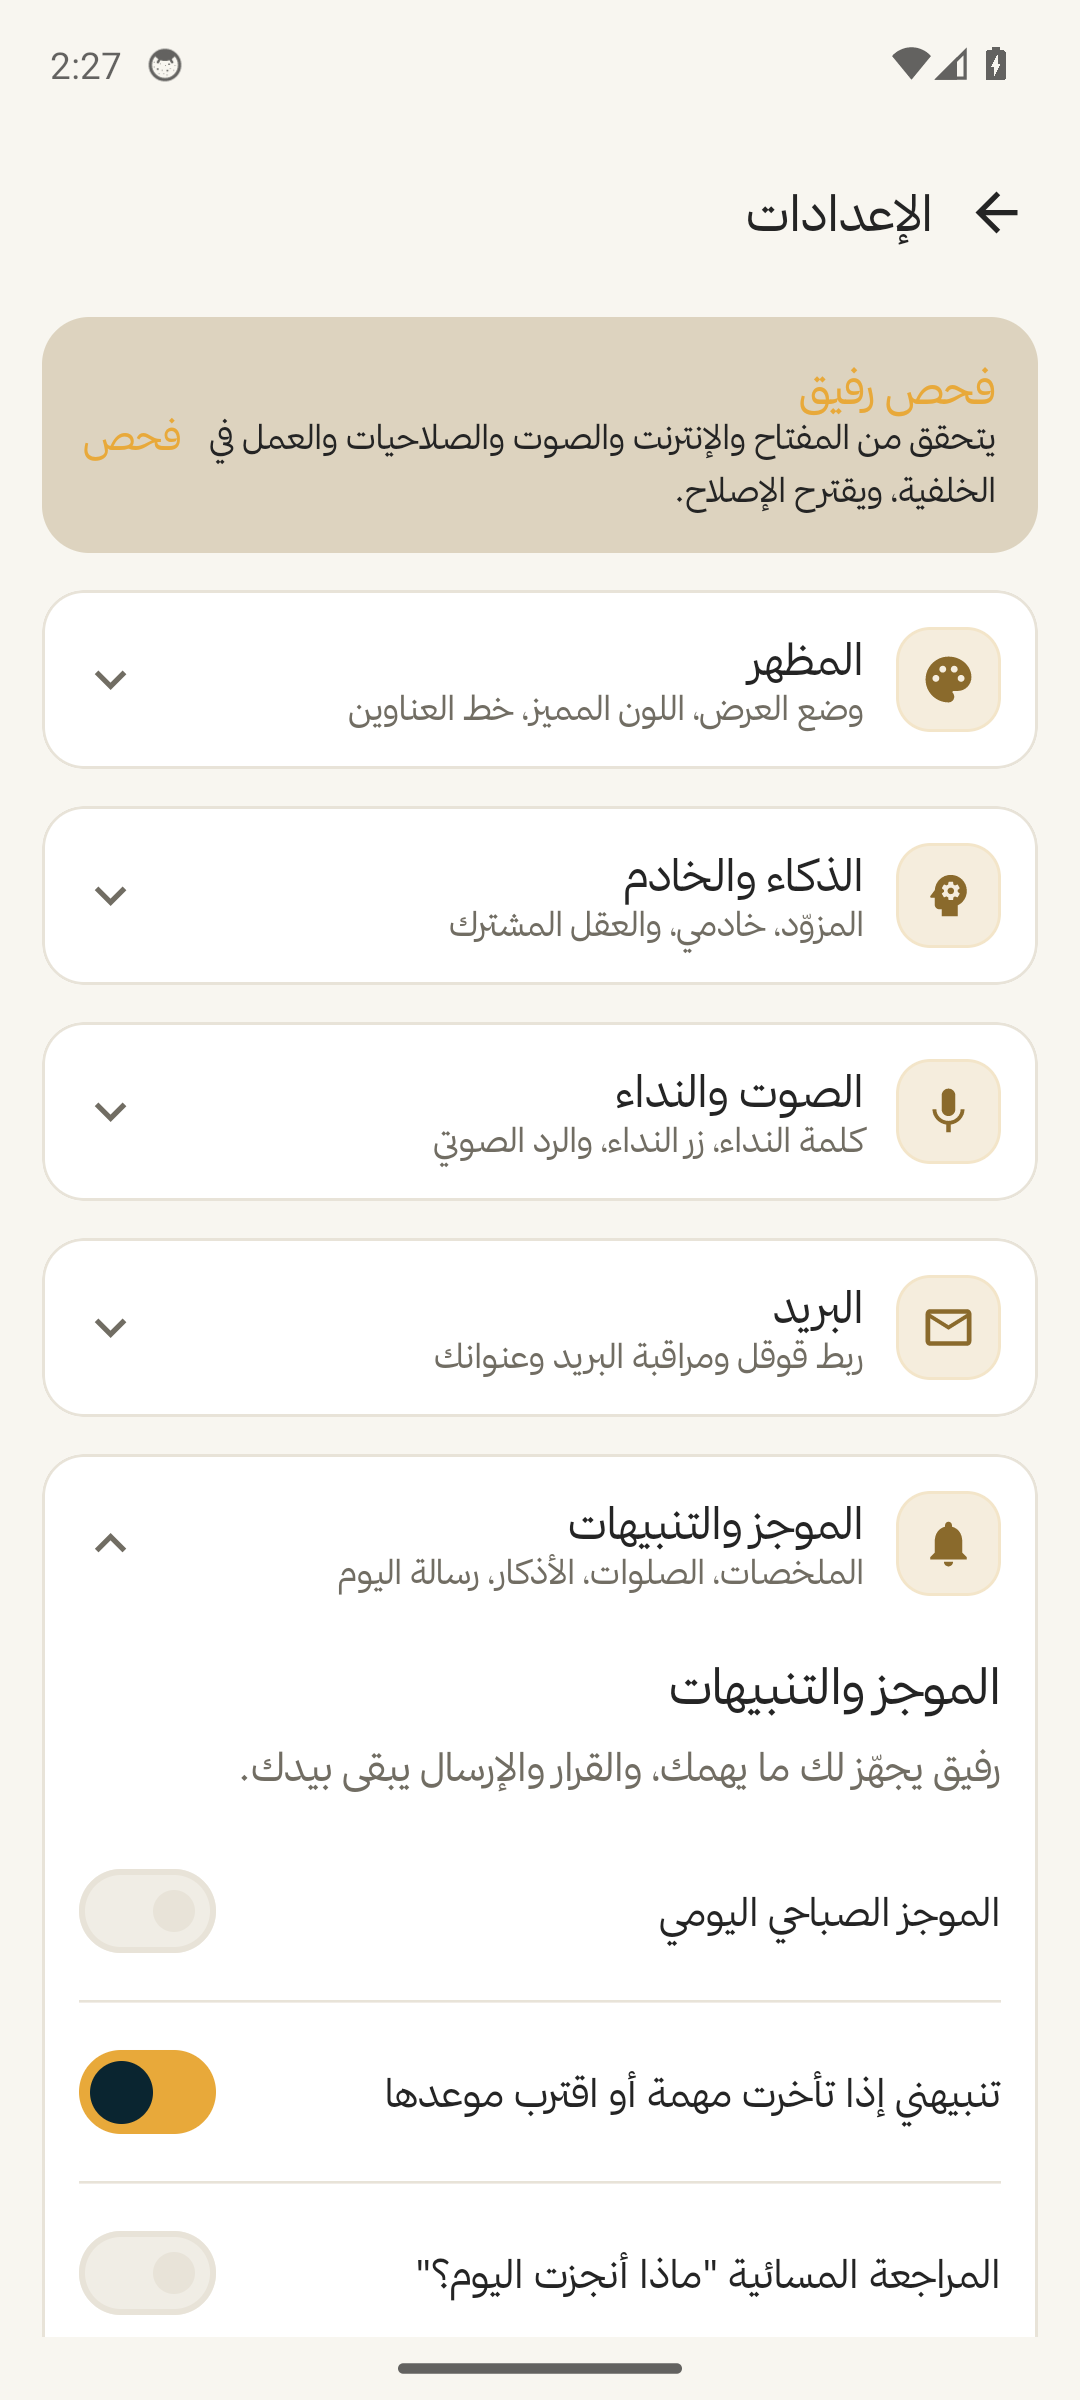 2:27
الإعدادات
فحص رفيق
يتحقق من المفتاح والإنترنت والصوت والصلاحيات والعمل في
الخلفية، ويقترح الإصلاح.
فحص
المظهر
وضع العرض، اللون المميز، خط العناوين
الذكاء والخادم
المزوّد، خادمي، والعقل المشترك
الصوت والنداء
كلمة النداء، زر النداء، والرد الصوتي
البريد
ربط قوقل ومراقبة البريد وعنوانك
الموجز والتنبيهات
الملخصات، الصلوات، الأذكار، رسالة اليوم
الموجز والتنبيهات
رفيق يجهّز لك ما يهمك، والقرار والإرسال يبقى بيدك.
الموجز الصباحي اليومي
تنبيهني إذا تأخرت مهمة أو اقترب موعدها
المراجعة المسائية "ماذا أنجزت اليوم؟"